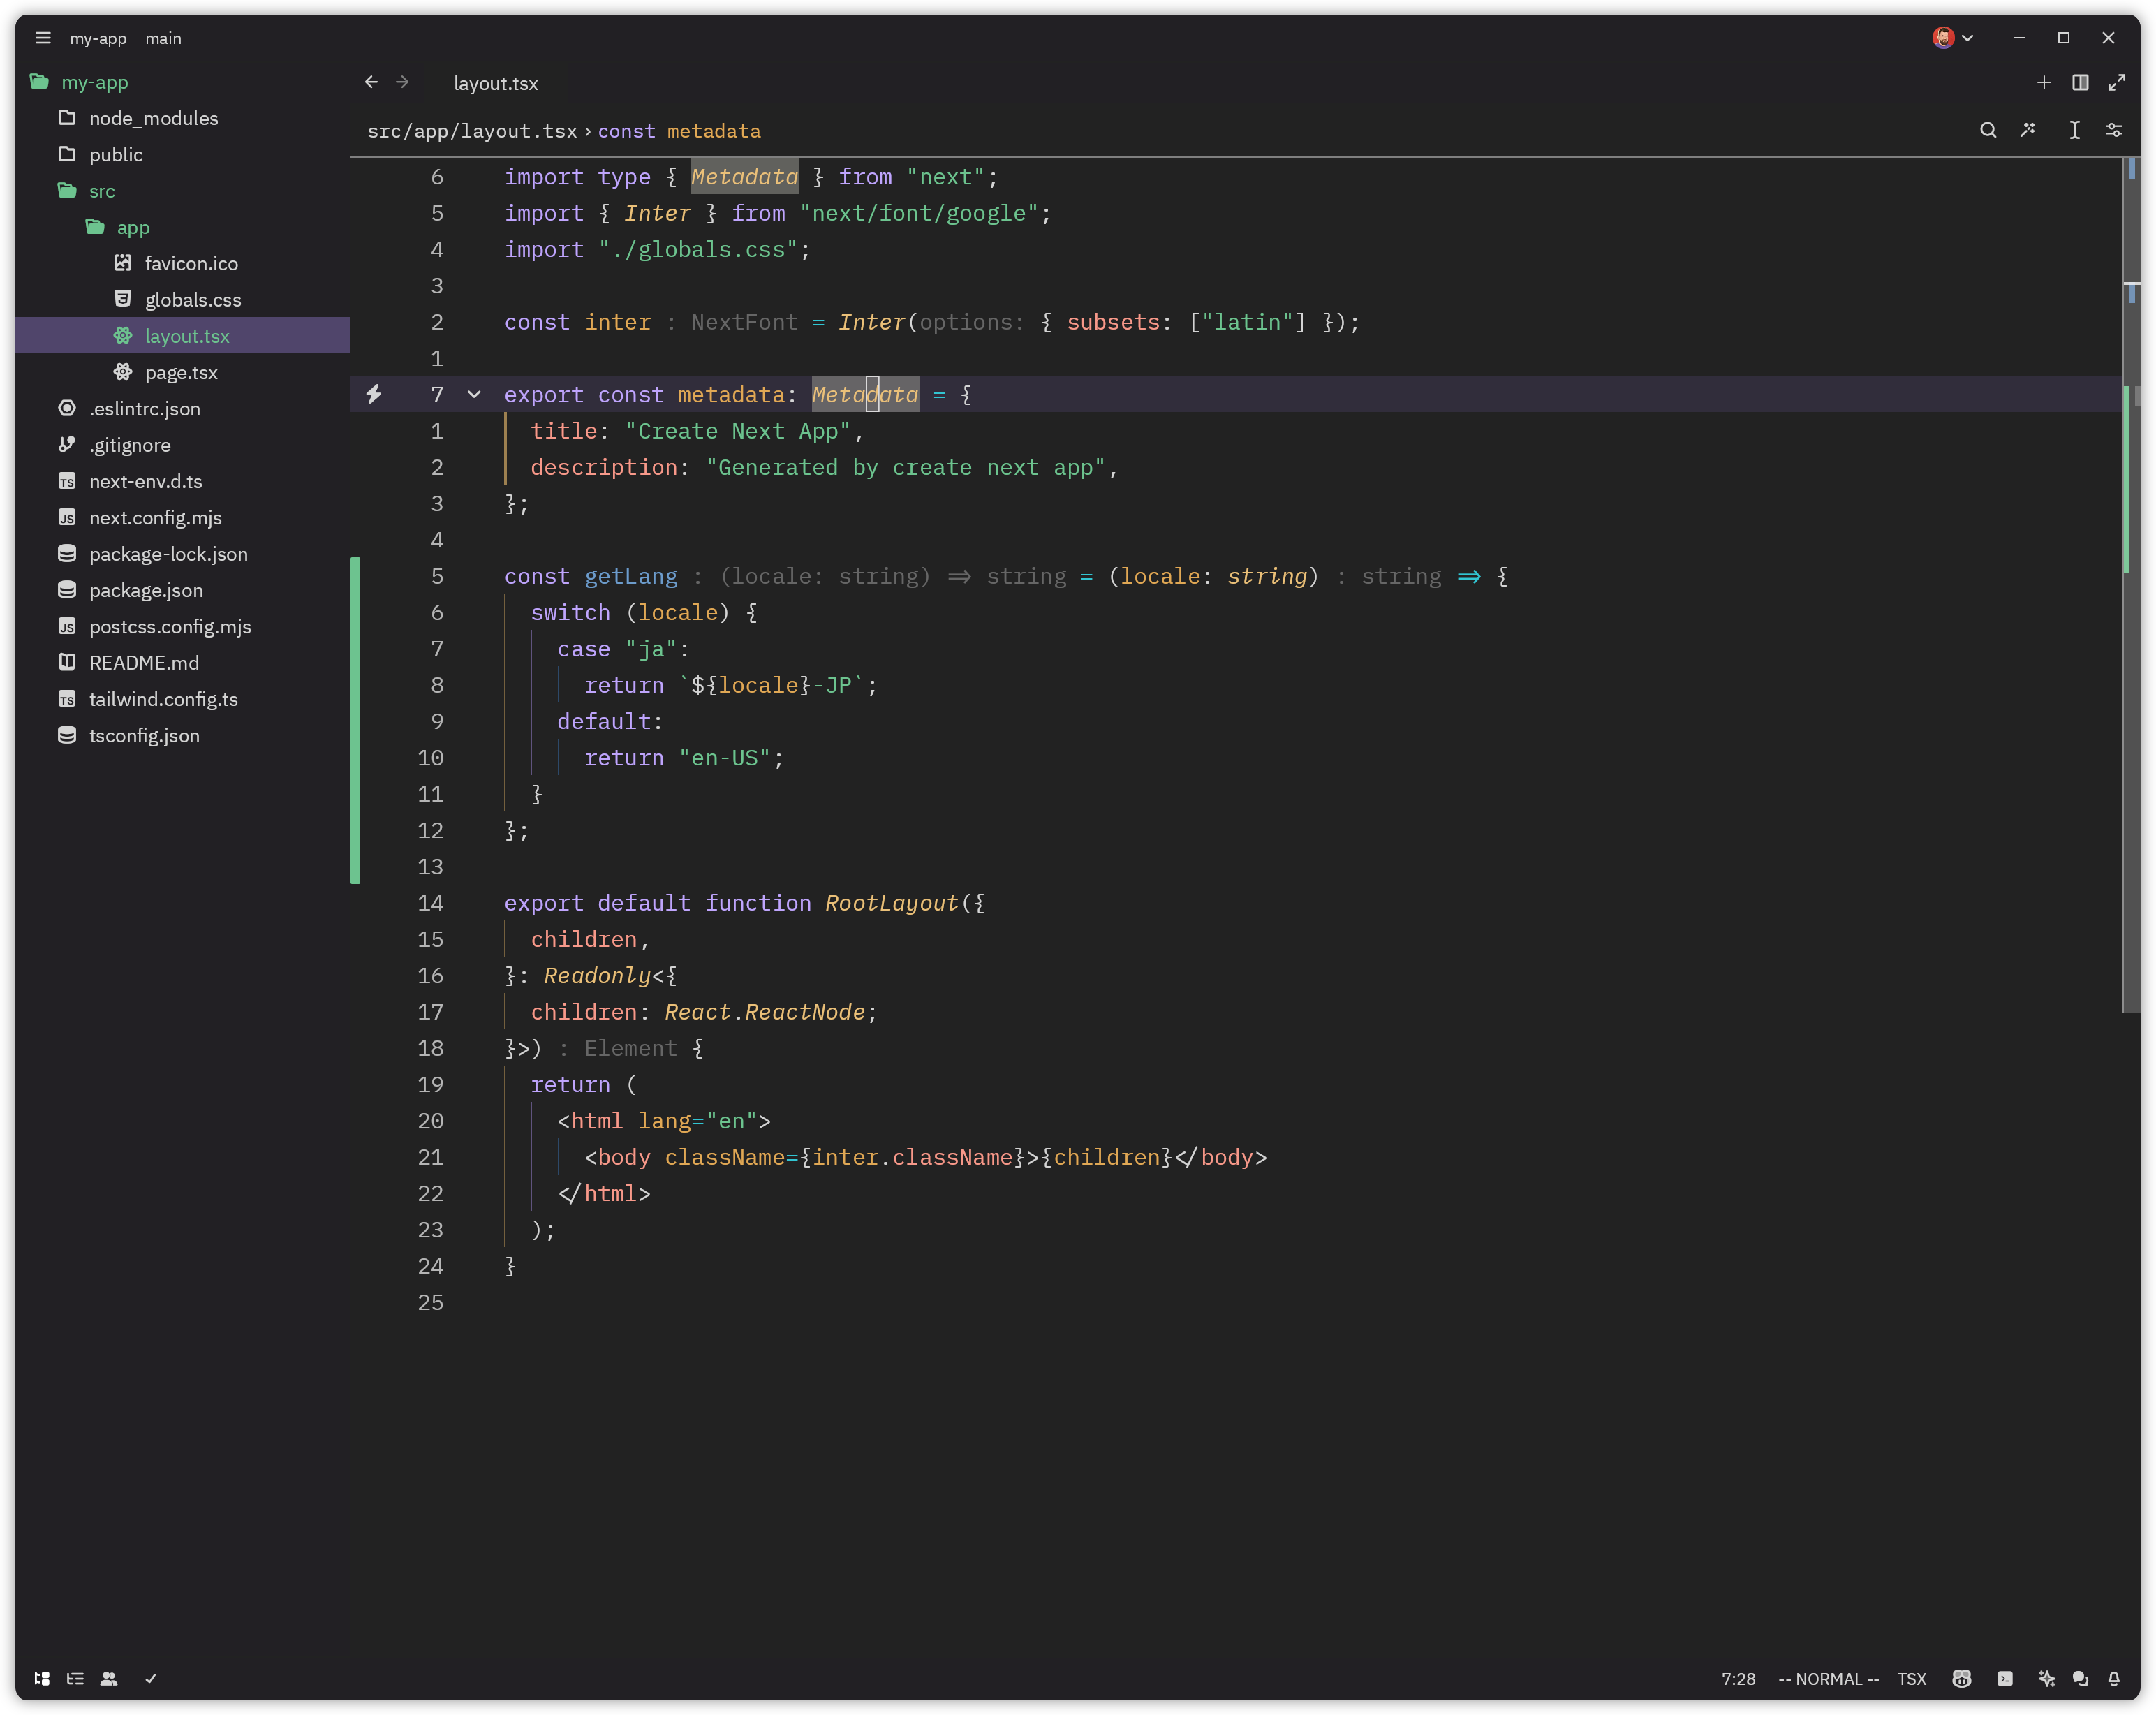 my-app main
my-app
node_modules
public
src
app
favicon.ico
globals.css
layout.tsx
page.tsx
.eslintrc.json
.gitignore
next-env.d.ts
next.config.mjs
package-lock.json
package.json
postcss.config.mjs
README.md
tailwind.config.ts
tsconfig.json
layout.tsx
src/app/layout.tsx › const metadata
6 import type { Metadata } from "next";
5 import { Inter } from "next/font/google";
4 import "./globals.css";
3
2 const inter : NextFont = Inter(options: { subsets: ["latin"] });
1
7 export const metadata: Metadata = {
1   title: "Create Next App",
2   description: "Generated by create next app",
3 };
4
5 const getLang : (locale: string) => string = (locale: string) : string => {
6   switch (locale) {
7     case "ja":
8       return `${locale}-JP`;
9     default:
10       return "en-US";
11   }
12 };
13
14 export default function RootLayout({
15   children,
16 }: Readonly<{
17   children: React.ReactNode;
18 }>) : Element {
19   return (
20     <html lang="en">
21       <body className={inter.className}>{children}</body>
22     </html>
23   );
24 }
25
7:28 -- NORMAL -- TSX